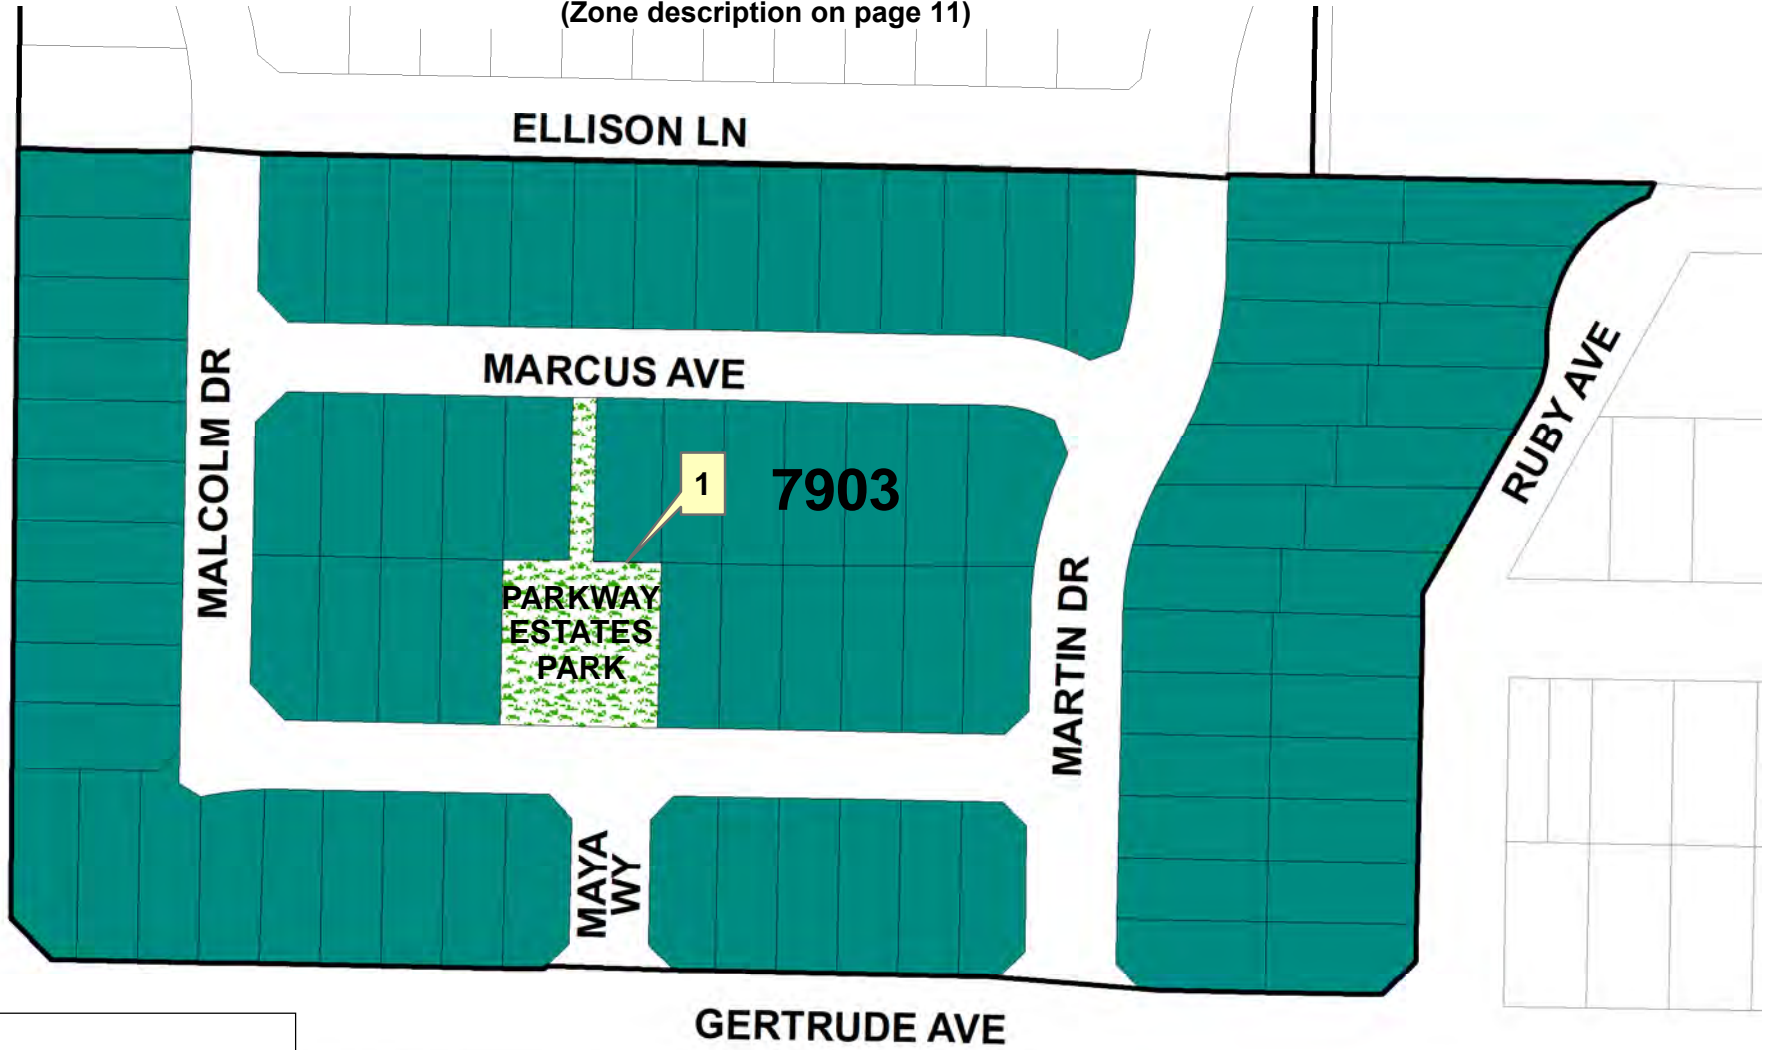 (Zone description on page 11)
ELLISON LN
MARCUS AVE
MALCOLM DR
1
7903
RUBY AVE
PARKWAY
ESTATES
PARK
MARTIN DR
MAYA
WY
GERTRUDE AVE